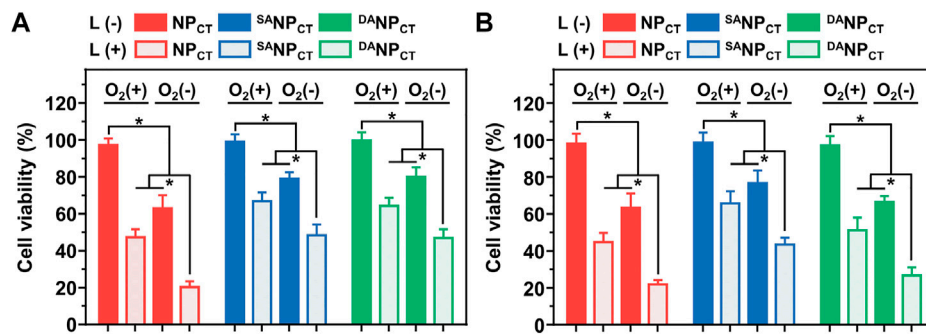 A
L (-) NP_CT ^SANP_CT ^DANP_CT
L (+) NP_CT ^SANP_CT ^DANP_CT
O₂(+) O₂(-) O₂(+) O₂(-) O₂(+) O₂(-)
Cell viability (%)
120
100
80
60
40
20
0
* * * * * *
B
L (-) NP_CT ^SANP_CT ^DANP_CT
L (+) NP_CT ^SANP_CT ^DANP_CT
O₂(+) O₂(-) O₂(+) O₂(-) O₂(+) O₂(-)
Cell viability (%)
120
100
80
60
40
20
0
* * * * * *